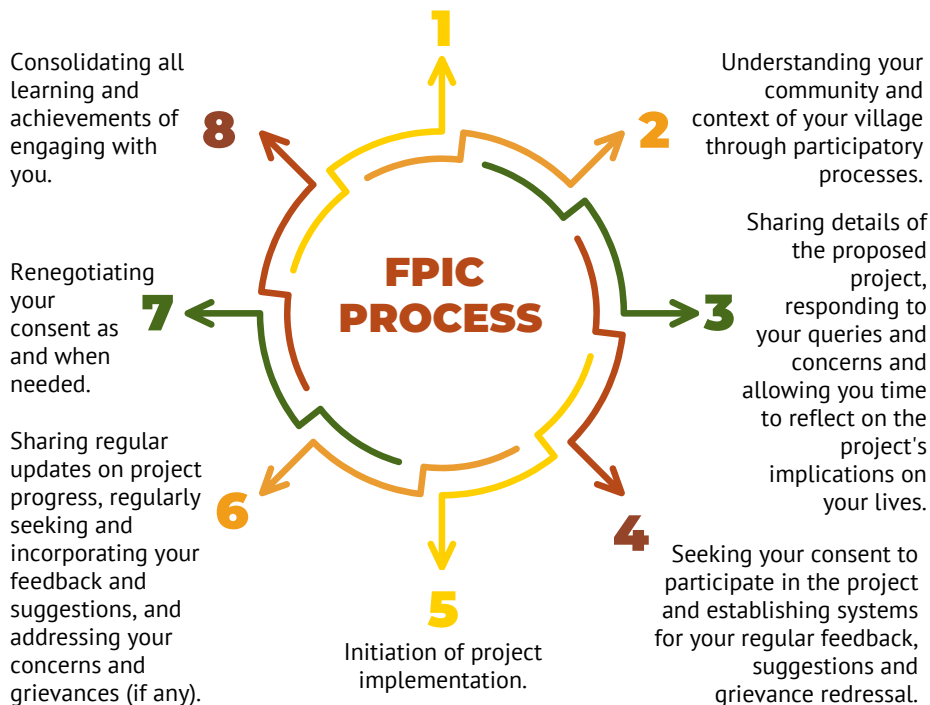 1
2
Understanding your
community and
context of your village
through participatory
processes.
3
Sharing details of
the proposed
project,
responding to
your queries and
concerns and
allowing you time
to reflect on the
project's
implications on
your lives.
4
Seeking your consent to
participate in the project
and establishing systems
for your regular feedback,
suggestions and
grievance redressal.
5
Initiation of project
implementation.
6
Sharing regular
updates on project
progress, regularly
seeking and
incorporating your
feedback and
suggestions, and
addressing your
concerns and
grievances (if any).
7
Renegotiating
your
consent as
and when
needed.
8
Consolidating all
learning and
achievements of
engaging with
you.
FPIC
PROCESS